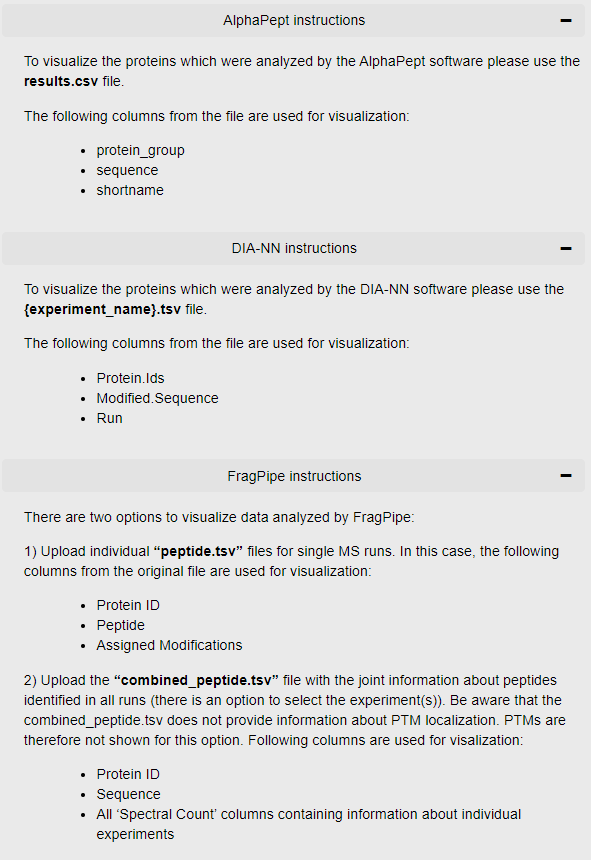 AlphaPept instructions
To visualize the proteins which were analyzed by the AlphaPept software please use the
results.csv file.
The following columns from the file are used for visualization:
• protein_group
• sequence
• shortname
DIA-NN instructions
To visualize the proteins which were analyzed by the DIA-NN software please use the
{experiment_name}.tsv file.
The following columns from the file are used for visualization:
• Protein.Ids
• Modified.Sequence
• Run
FragPipe instructions
There are two options to visualize data analyzed by FragPipe:
1) Upload individual “peptide.tsv” files for single MS runs. In this case, the following
columns from the original file are used for visualization:
• Protein ID
• Peptide
• Assigned Modifications
2) Upload the “combined_peptide.tsv” file with the joint information about peptides
identified in all runs (there is an option to select the experiment(s)). Be aware that the
combined_peptide.tsv does not provide information about PTM localization. PTMs are
therefore not shown for this option. Following columns are used for visalization:
• Protein ID
• Sequence
• All ‘Spectral Count’ columns containing information about individual
experiments